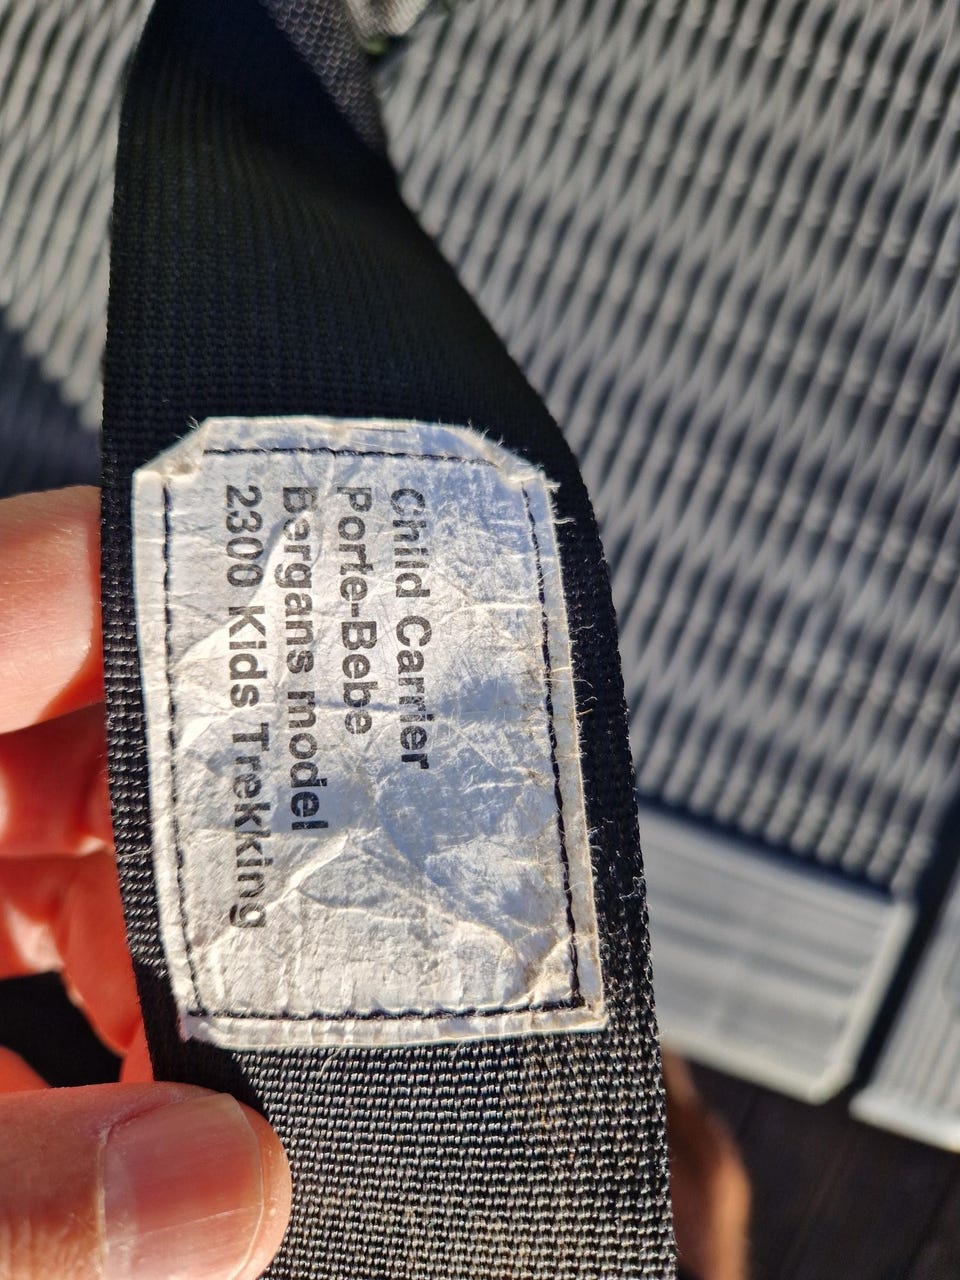 Child Carrier
Porte-Bebe
Bergans model
2300 Kids Trekking